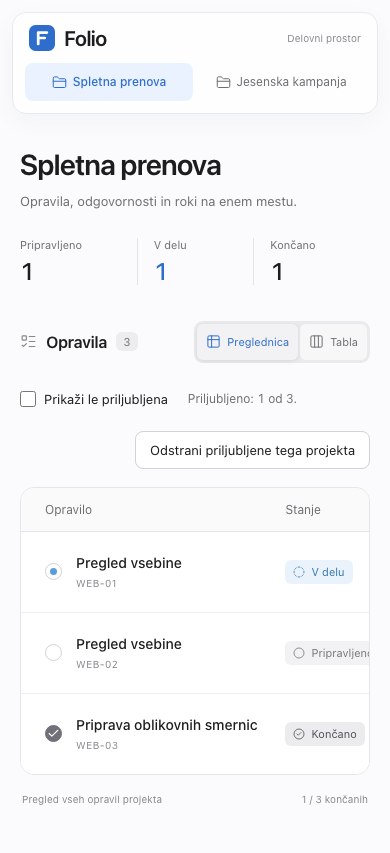 F Folio
Delovni prostor
Spletna prenova
Jesenska kampanja
Spletna prenova
Opravila, odgovornosti in roki na enem mestu.
Pripravljeno
V delu
Končano
1
1
1
Opravila 3
Preglednica
Tabla
Prikaži le priljubljena
Priljubljeno: 1 od 3.
Odstrani priljubljene tega projekta
Opravilo
Stanje
Pregled vsebine
WEB-01
V delu
Pregled vsebine
WEB-02
Pripravljeno
Priprava oblikovnih smernic
WEB-03
Končano
Pregled vseh opravil projekta
1 / 3 končanih